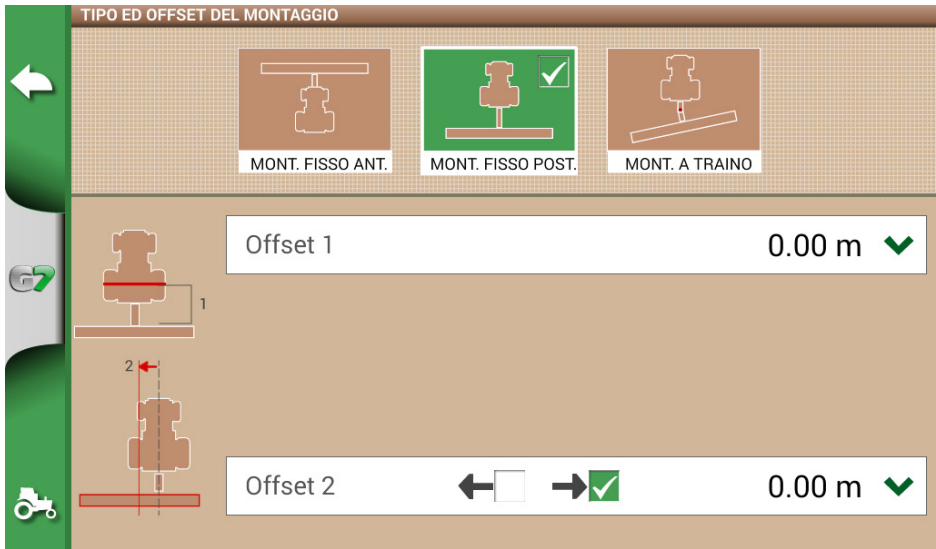 TIPO ED OFFSET DEL MONTAGGIO
MONT. FISSO ANT.
MONT. FISSO POST.
MONT. A TRAINO
G7
Offset 1
0.00 m
1
2
Offset 2
0.00 m